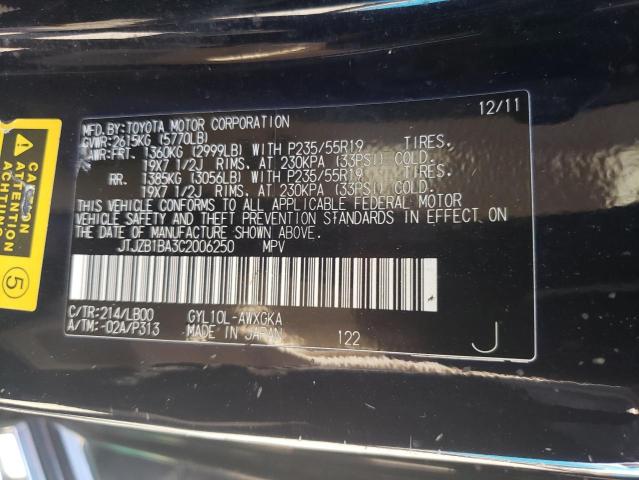 MFD.BY:TOYOTA MOTOR CORPORATION 12/11
GVWR:2615KG (5770LB)
GAWR:FRT. 1360KG (2999LB) WITH P235/55R19 TIRES.
19X7 1/2J RIMS. AT 230KPA (33PSI) COLD.
RR. 1385KG (3056LB) WITH P235/55R19 TIRES.
19X7 1/2J RIMS. AT 230KPA (33PSI) COLD.
THIS VEHICLE CONFORMS TO ALL APPLICABLE FEDERAL MOTOR
VEHICLE SAFETY AND THEFT PREVENTION STANDARDS IN EFFECT ON
THE DATE OF MANUFACTURE SHOWN ABOVE.
JTJZB1BA3C2006250 MPV
C/TR:214/LB00 GYL10L-AWXGKA
A/TM:-02A/P313 MADE IN JAPAN 122 J
CAUTION
ATTENTION
ACHTUNG
5